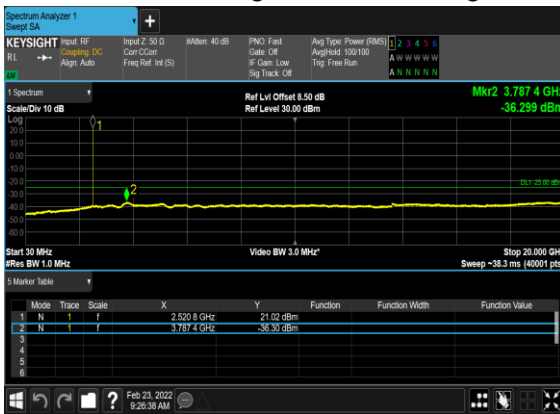 Spectrum Analyzer 1
Swept SA
KEYSIGHT Input: RF Input Z: 50 Ω #Atten: 40 dB PNO: Fast Avg Type: Power (RMS) 1 2 3 4 5 6
RL Coupling: DC Corr CCorr Gate: Off Avg|Hold: 100/100 A W W W W W
Align: Auto Freq Ref: Int (S) IF Gain: Low Trig: Free Run
LV Sig Track: Off A N N N N N
1 Spectrum Ref Lvl Offset 8.50 dB Mkr2 3.787 4 GHz
Scale/Div 10 dB Ref Level 30.00 dBm -36.299 dBm
Log
20.0 1
10.0
0.00
-10.0
-20.0 DL1 -25.00 dBm
-30.0 2
-40.0
-50.0
-60.0
Start 30 MHz Video BW 3.0 MHz* Stop 20.000 GHz
#Res BW 1.0 MHz Sweep ~38.3 ms (40001 pts)
5 Marker Table
Mode Trace Scale X Y Function Function Width Function Value
1 N 1 f 2.520 8 GHz 21.02 dBm
2 N 1 f 3.787 4 GHz -36.30 dBm
3
4
5
6
? Feb 23, 2022
9:26:38 AM